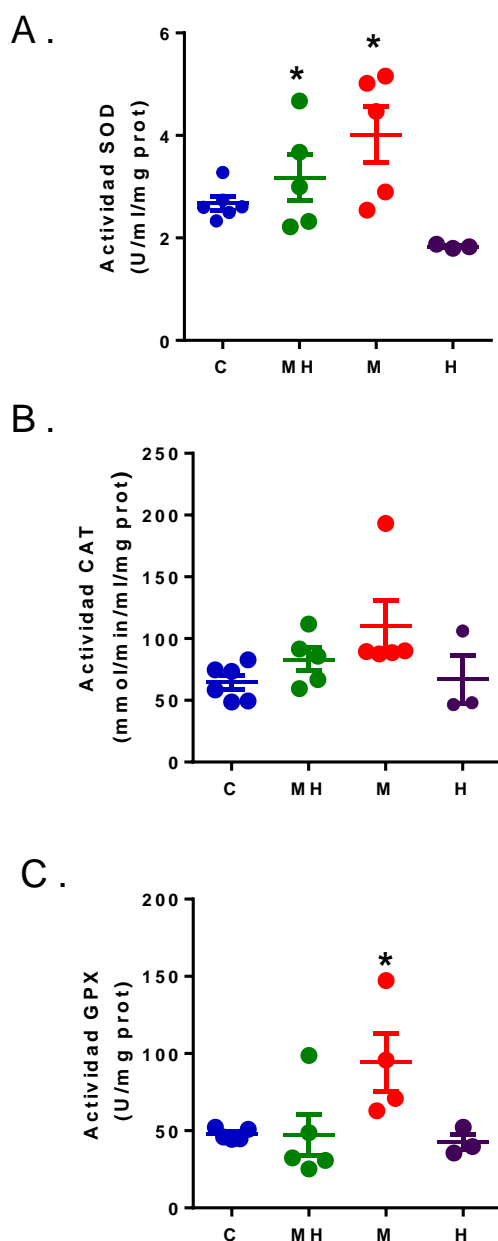 A.
*
*
6
4
2
0
Actividad SOD
(U/ml/mg prot)
C MH M H
B.
250
200
150
100
50
0
Actividad CAT
(mmol/min/ml/mg prot)
C MH M H
C.
*
200
150
100
50
0
Actividad GPX
(U/mg prot)
C MH M H